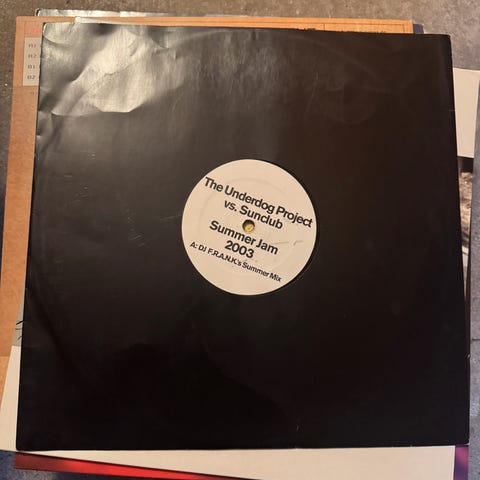 The Underdog Project
vs. Sunclub
Summer Jam
2003
A: DJ F.R.A.N.K.'s Summer Mix